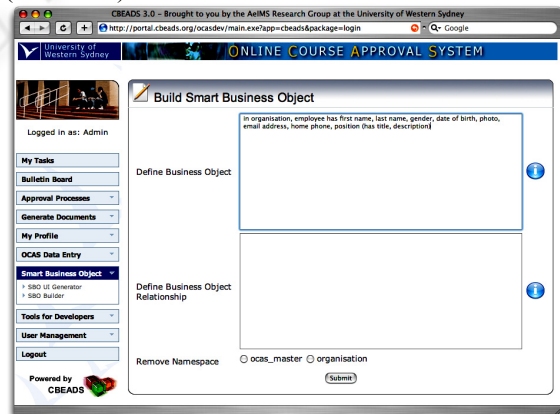 CBEADS 3.0 – Brought to you by the AeIMS Research Group at the University of Western Sydney
http://portal.cbeads.org/ocasdev/main.exe?app=cbeads&package=login
Google
University of
Western Sydney
ONLINE COURSE APPROVAL SYSTEM
Logged in as: Admin
My Tasks
Bulletin Board
Approval Processes
Generate Documents
My Profile
OCAS Data Entry
Smart Business Object
SBO UI Generator
SBO Builder
Tools for Developers
User Management
Logout
Powered by
CBEADS
Build Smart Business Object
Define Business Object
In organisation, employee has first name, last name, gender, date of birth, photo,
email address, home phone, position (has title, description)
Define Business Object
Relationship
Remove Namespace
ocas_master organisation
Submit